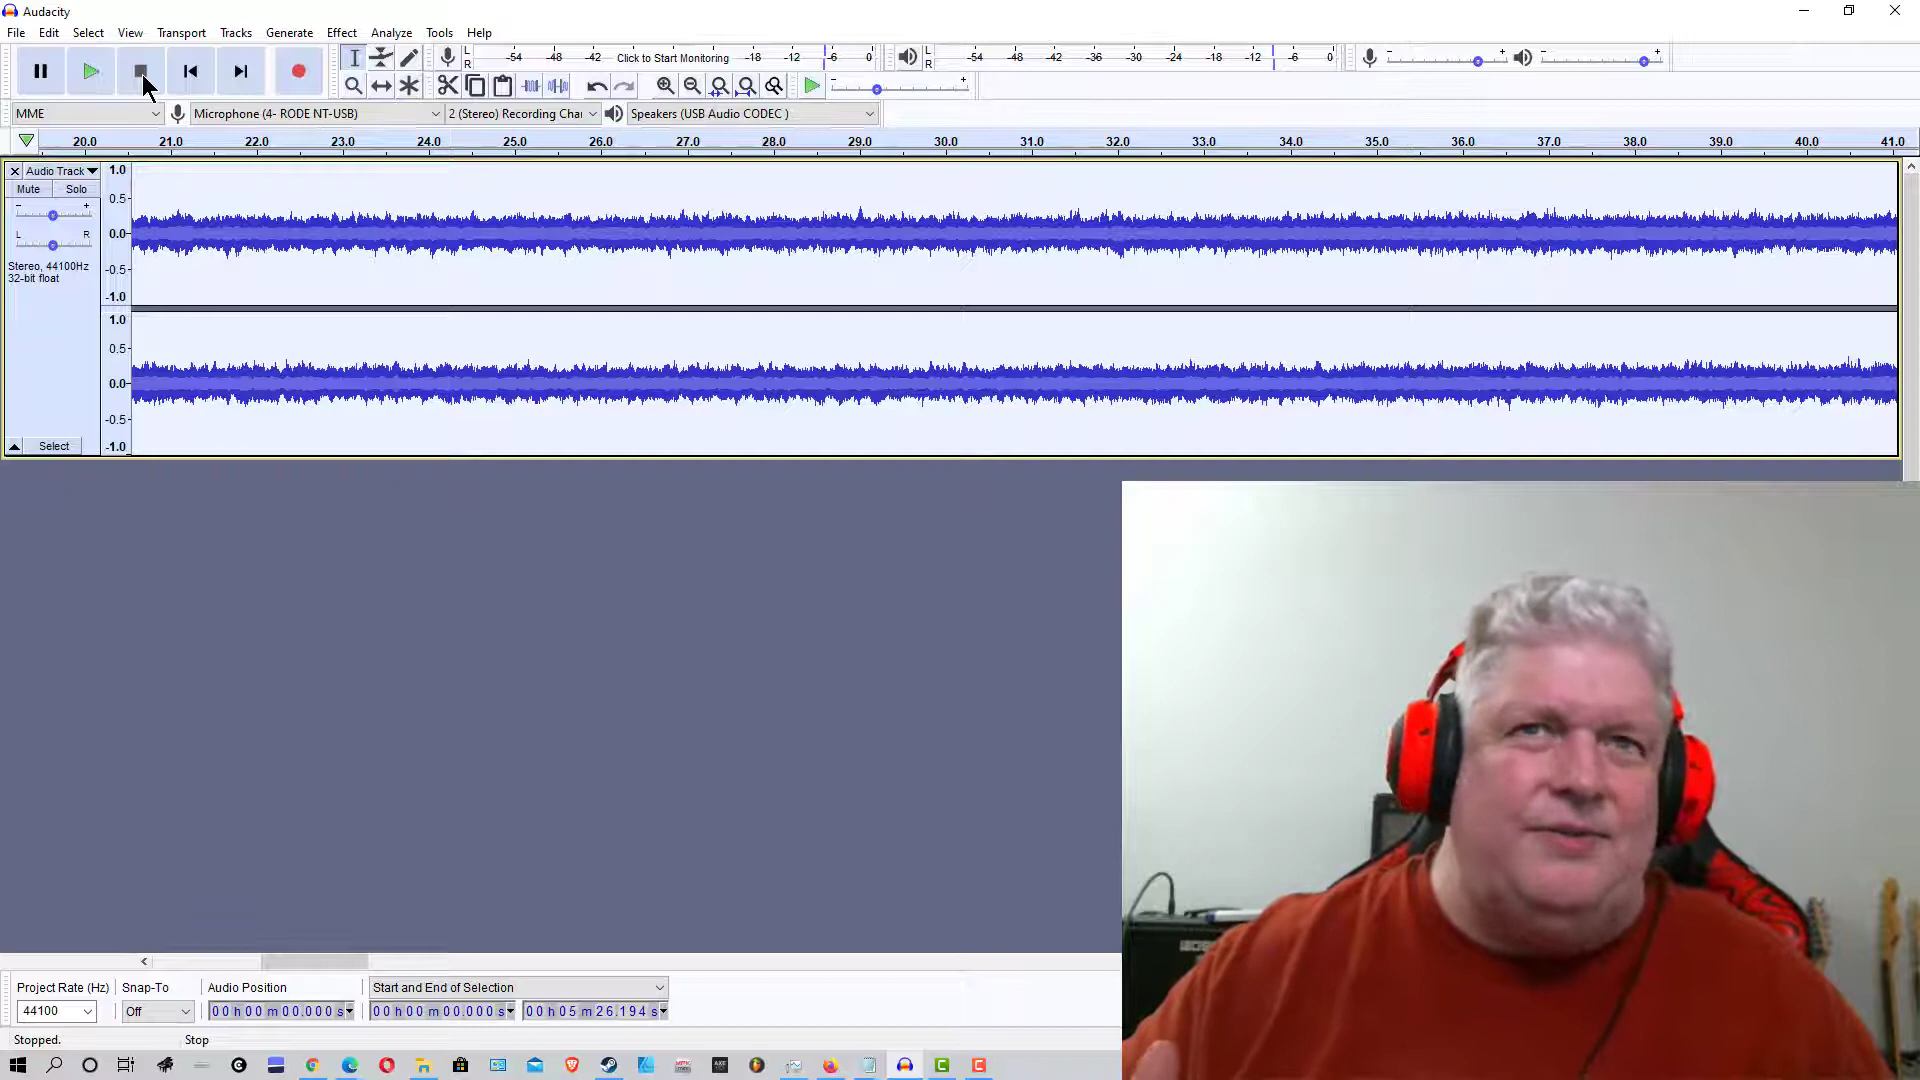 Audacity
File Edit Select View Transport Tracks Generate Effect Analyze Tools Help
L R -54 -48 -42 Click to Start Monitoring -18 -12 -6 0 L R -54 -48 -42 -36 -30 -24 -18 -12 -6 0 - + - +
- +
MME Microphone (4- RODE NT-USB) 2 (Stereo) Recording Char Speakers (USB Audio CODEC )
20.0 21.0 22.0 23.0 24.0 25.0 26.0 27.0 28.0 29.0 30.0 31.0 32.0 33.0 34.0 35.0 36.0 37.0 38.0 39.0 40.0 41.0
Audio Track 1.0
Mute Solo 0.5
- +
L R 0.0
Stereo, 44100Hz -0.5
32-bit float
-1.0
1.0
0.5
0.0
-0.5
Select -1.0
Project Rate (Hz) Snap-To Audio Position Start and End of Selection
44100 Off 00 h 00 m 00.000 s 00 h 00 m 00.000 s 00 h 05 m 26.194 s
Stopped. Stop